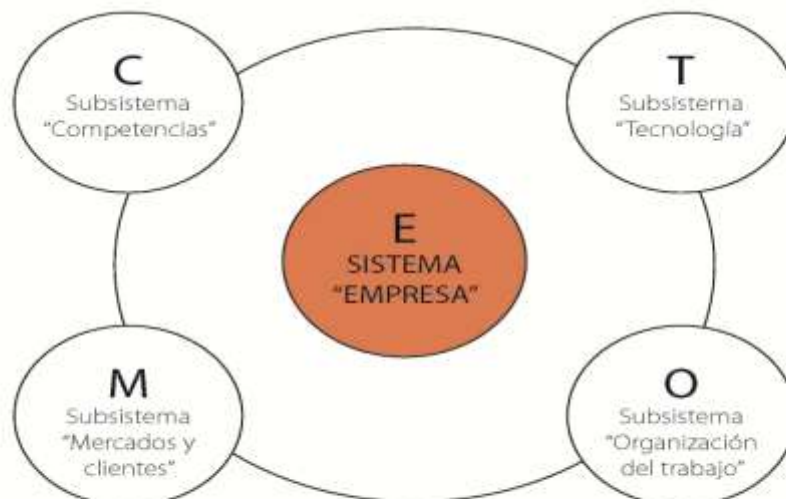 C
Subsistema
"Competencias"
T
Subsistema
"Tecnología"
E
SISTEMA
"EMPRESA"
M
Subsistema
"Mercados y
clientes"
O
Subsistema
"Organización
del trabajo"